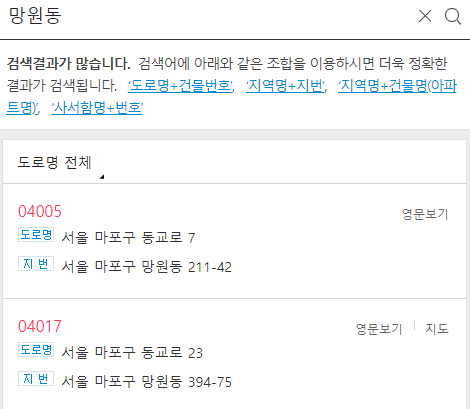 망원동
검색결과가 많습니다. 검색어에 아래와 같은 조합을 이용하시면 더욱 정확한
결과가 검색됩니다. ‘도로명+건물번호’, ‘지역명+지번’, ‘지역명+건물명(아파
트명)’, ‘사서함명+번호’
도로명 전체
04005 영문보기
도로명 서울 마포구 동교로 7
지 번 서울 마포구 망원동 211-42
04017 영문보기 지도
도로명 서울 마포구 동교로 23
지 번 서울 마포구 망원동 394-75